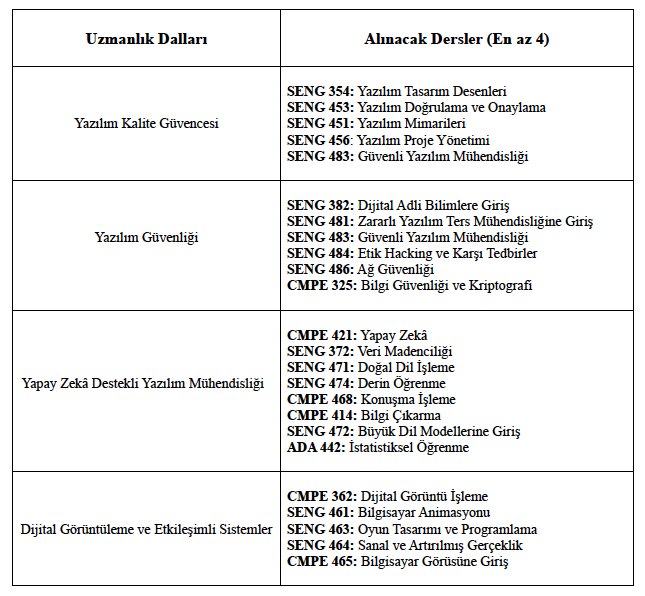 Uzmanlık Dalları
Alınacak Dersler (En az 4)
Yazılım Kalite Güvencesi
SENG 354: Yazılım Tasarım Desenleri
SENG 453: Yazılım Doğrulama ve Onaylama
SENG 451: Yazılım Mimarileri
SENG 456: Yazılım Proje Yönetimi
SENG 483: Güvenli Yazılım Mühendisliği
Yazılım Güvenliği
SENG 382: Dijital Adli Bilimlere Giriş
SENG 481: Zararlı Yazılım Ters Mühendisliğine Giriş
SENG 483: Güvenli Yazılım Mühendisliği
SENG 484: Etik Hacking ve Karşı Tedbirler
SENG 486: Ağ Güvenliği
CMPE 325: Bilgi Güvenliği ve Kriptografi
Yapay Zekâ Destekli Yazılım Mühendisliği
CMPE 421: Yapay Zekâ
SENG 372: Veri Madenciliği
SENG 471: Doğal Dil İşleme
SENG 474: Derin Öğrenme
CMPE 468: Konuşma İşleme
CMPE 414: Bilgi Çıkarma
SENG 472: Büyük Dil Modellerine Giriş
ADA 442: İstatistiksel Öğrenme
Dijital Görüntüleme ve Etkileşimli Sistemler
CMPE 362: Dijital Görüntü İşleme
SENG 461: Bilgisayar Animasyonu
SENG 463: Oyun Tasarımı ve Programlama
SENG 464: Sanal ve Artırılmış Gerçeklik
CMPE 465: Bilgisayar Görüsüne Giriş